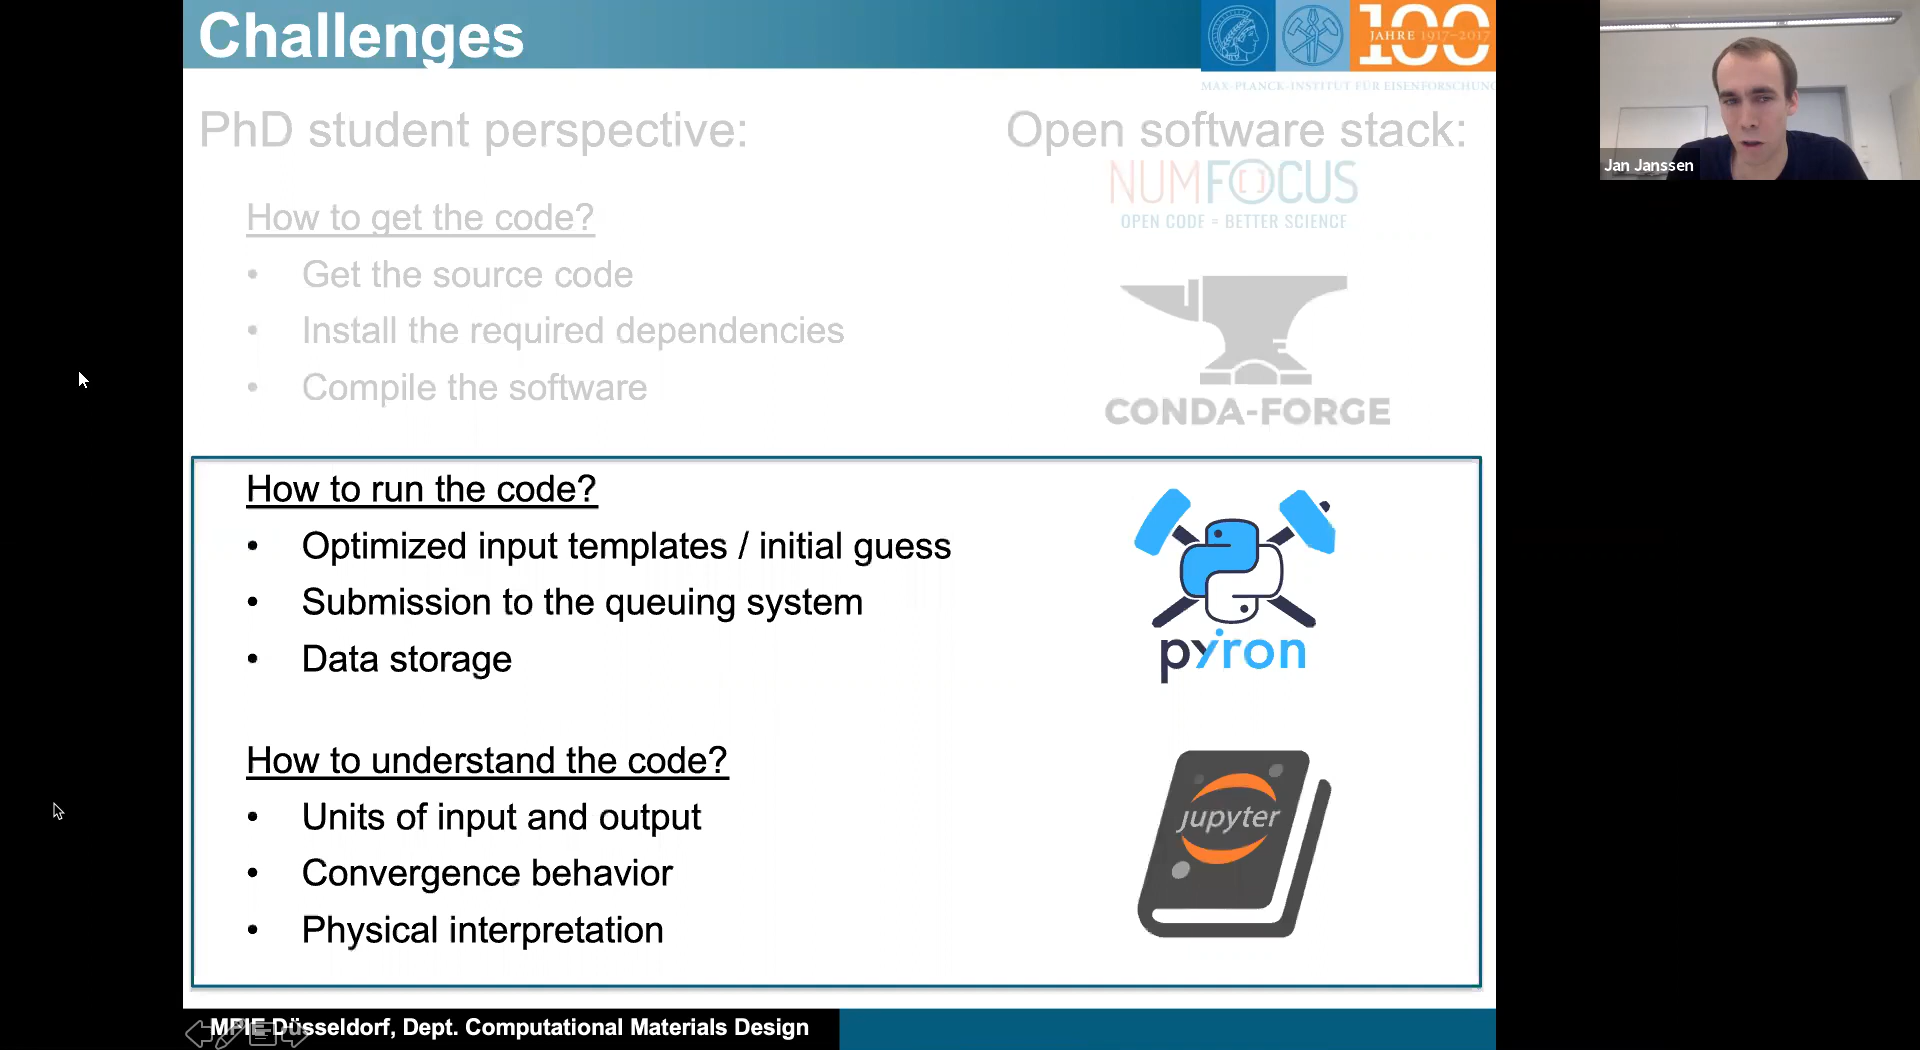 Challenges
100
JAHRE 1917-2017
MAX-PLANCK-INSTITUT FÜR EISENFORSCHUNG
PhD student perspective:
Open software stack:
NUMFOCUS
OPEN CODE = BETTER SCIENCE
How to get the code?
• Get the source code
• Install the required dependencies
• Compile the software
CONDA-FORGE
How to run the code?
• Optimized input templates / initial guess
• Submission to the queuing system
• Data storage
pyiron
How to understand the code?
• Units of input and output
• Convergence behavior
• Physical interpretation
jupyter
MPIE Düsseldorf, Dept. Computational Materials Design
Jan Janssen